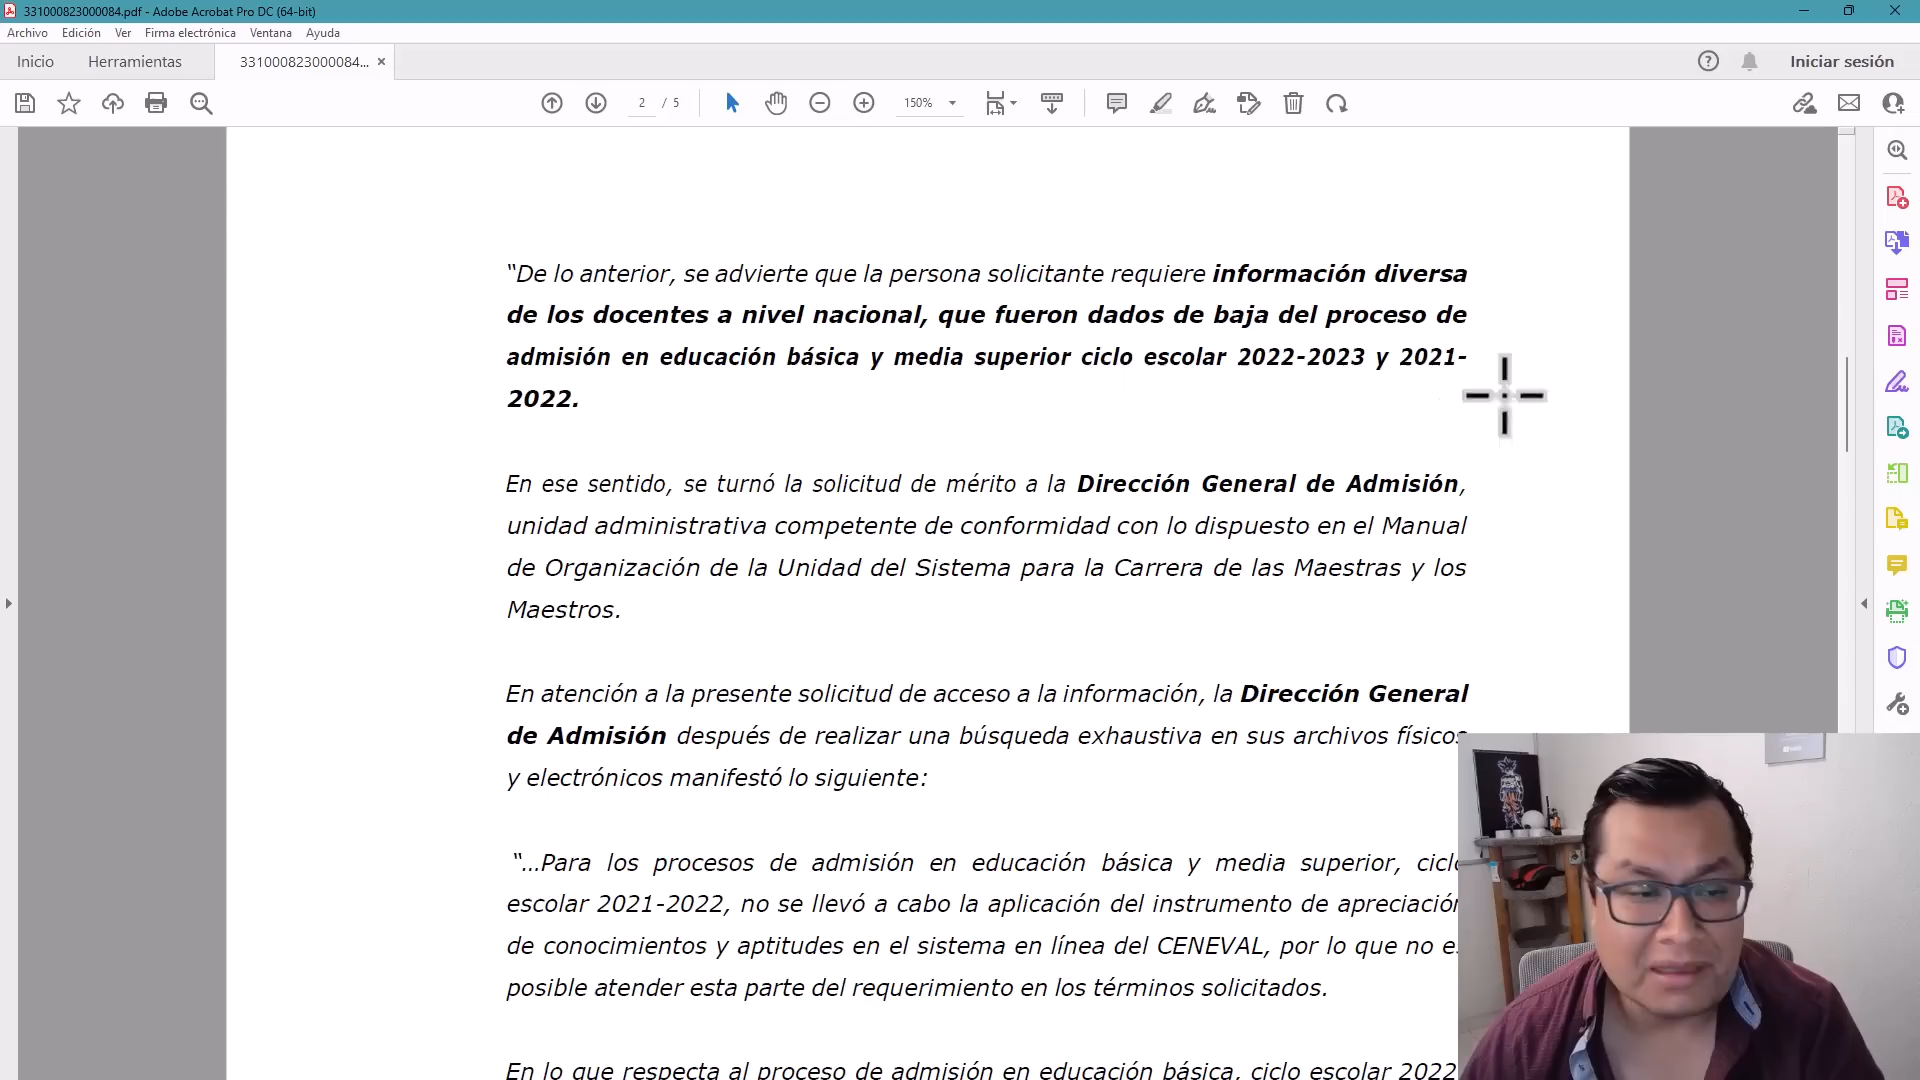 331000823000084.pdf - Adobe Acrobat Pro DC (64-bit)
Archivo Edición Ver Firma electrónica Ventana Ayuda
Inicio Herramientas 331000823000084... × Iniciar sesión
2 / 5 150%
“De lo anterior, se advierte que la persona solicitante requiere información diversa
de los docentes a nivel nacional, que fueron dados de baja del proceso de
admisión en educación básica y media superior ciclo escolar 2022-2023 y 2021-
2022.
En ese sentido, se turnó la solicitud de mérito a la Dirección General de Admisión,
unidad administrativa competente de conformidad con lo dispuesto en el Manual
de Organización de la Unidad del Sistema para la Carrera de las Maestras y los
Maestros.
En atención a la presente solicitud de acceso a la información, la Dirección General
de Admisión después de realizar una búsqueda exhaustiva en sus archivos físicos
y electrónicos manifestó lo siguiente:
“…Para los procesos de admisión en educación básica y media superior, ciclo
escolar 2021-2022, no se llevó a cabo la aplicación del instrumento de apreciación
de conocimientos y aptitudes en el sistema en línea del CENEVAL, por lo que no es
posible atender esta parte del requerimiento en los términos solicitados.
En lo que respecta al proceso de admisión en educación básica, ciclo escolar 2022